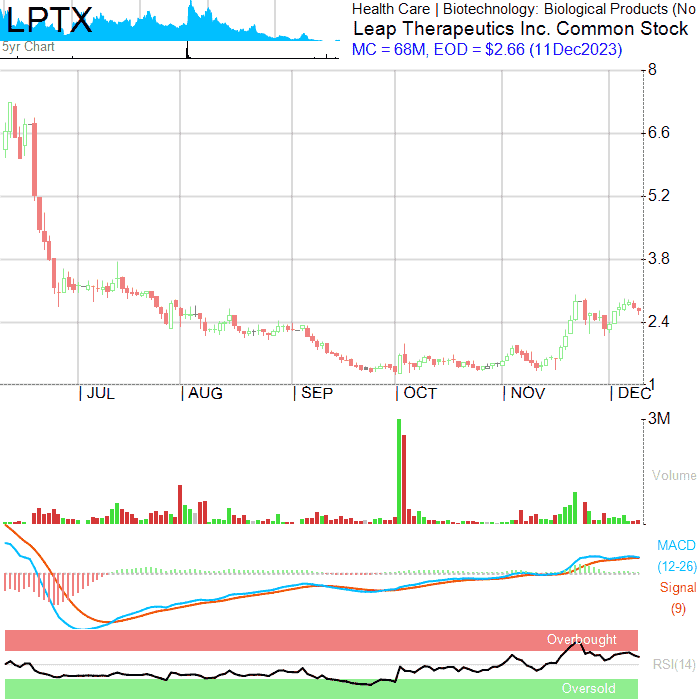 LPTX
Health Care | Biotechnology: Biological Products (No
Leap Therapeutics Inc. Common Stock
5yr Chart
MC = 68M, EOD = $2.66 (11Dec2023)
8
6.6
5.2
3.8
2.4
1
| JUL | AUG | SEP | OCT | NOV | DEC
3M
Volume
MACD
(12-26)
Signal
(9)
Overbought
RSI(14)
Oversold